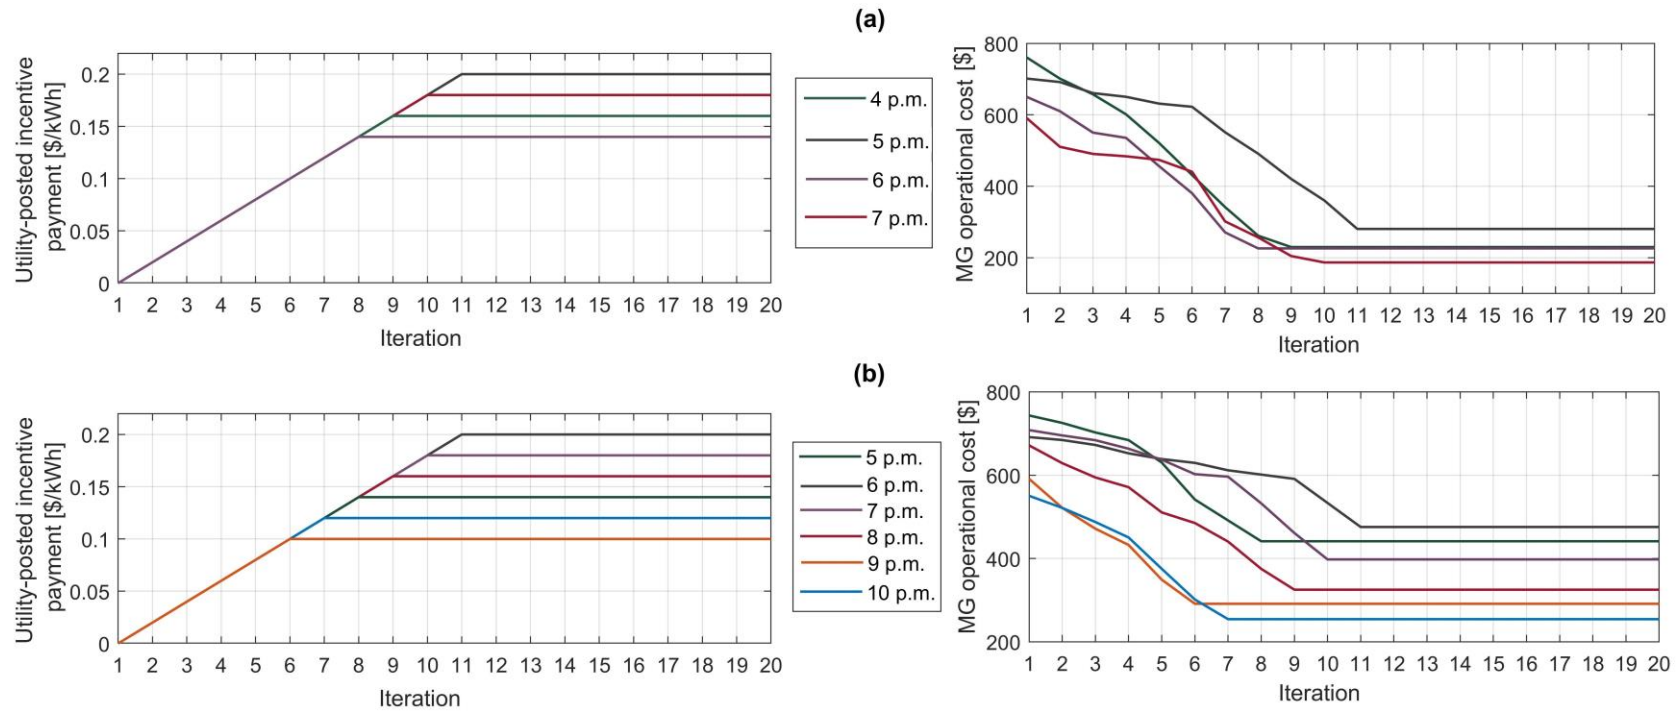 (a)
Utility-posted incentive
payment [$/kWh]
0.2
0.15
0.1
0.05
0
1 2 3 4 5 6 7 8 9 10 11 12 13 14 15 16 17 18 19 20
Iteration
4 p.m.
5 p.m.
6 p.m.
7 p.m.
MG operational cost [$]
800
600
400
200
1 2 3 4 5 6 7 8 9 10 11 12 13 14 15 16 17 18 19 20
Iteration
(b)
Utility-posted incentive
payment [$/kWh]
0.2
0.15
0.1
0.05
0
1 2 3 4 5 6 7 8 9 10 11 12 13 14 15 16 17 18 19 20
Iteration
5 p.m.
6 p.m.
7 p.m.
8 p.m.
9 p.m.
10 p.m.
MG operational cost [$]
800
600
400
200
1 2 3 4 5 6 7 8 9 10 11 12 13 14 15 16 17 18 19 20
Iteration